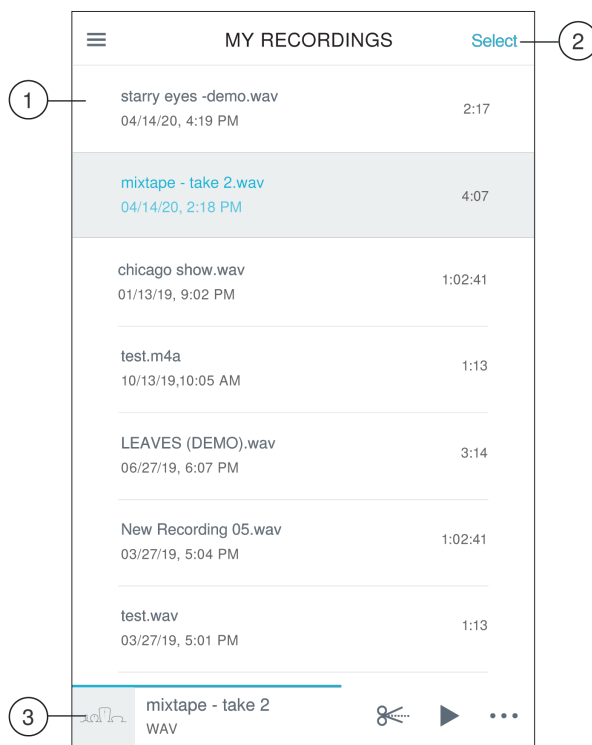 MY RECORDINGS
Select
2
1
starry eyes -demo.wav
04/14/20, 4:19 PM
2:17
mixtape - take 2.wav
04/14/20, 2:18 PM
4:07
chicago show.wav
01/13/19, 9:02 PM
1:02:41
test.m4a
10/13/19,10:05 AM
1:13
LEAVES (DEMO).wav
06/27/19, 6:07 PM
3:14
New Recording 05.wav
03/27/19, 5:04 PM
1:02:41
test.wav
03/27/19, 5:01 PM
1:13
3
mixtape - take 2
WAV